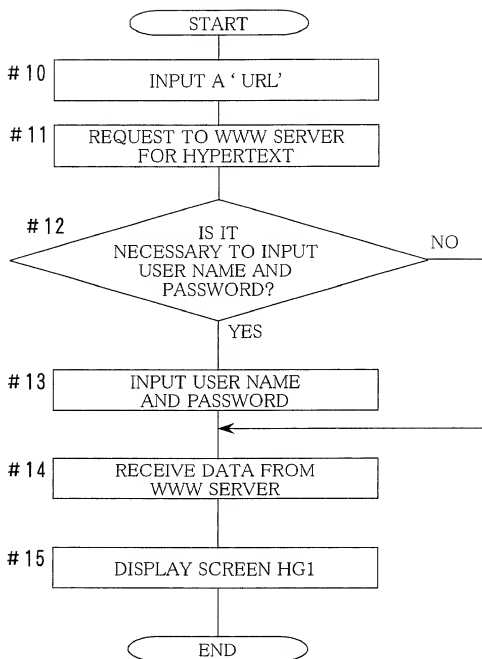 START
#10
INPUT A ' URL'
#11
REQUEST TO WWW SERVER
FOR HYPERTEXT
#12
IS IT
NECESSARY TO INPUT
USER NAME AND
PASSWORD?
NO
YES
#13
INPUT USER NAME
AND PASSWORD
#14
RECEIVE DATA FROM
WWW SERVER
#15
DISPLAY SCREEN HG1
END